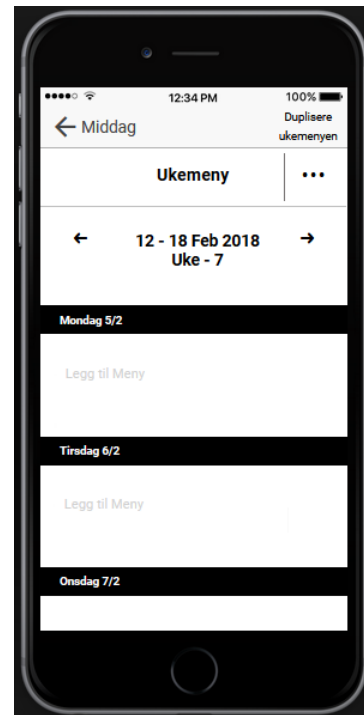 12:34 PM
100%
← Middag
Duplisere
ukemenyen
Ukemeny
•••
← 12 - 18 Feb 2018 →
Uke - 7
Mondag 5/2
Legg til Meny
Tirsdag 6/2
Legg til Meny
Onsdag 7/2